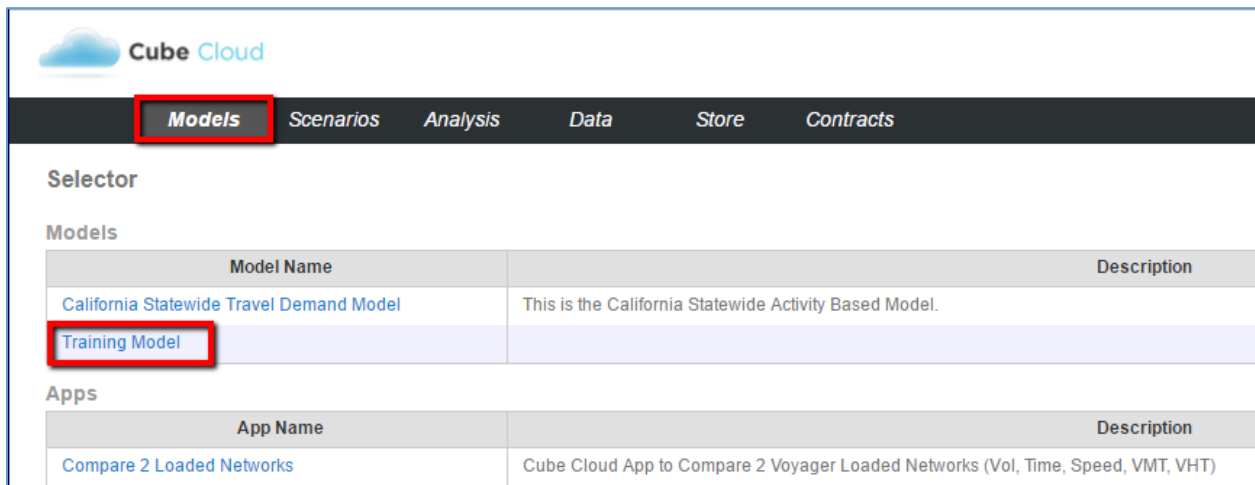 Cube Cloud
Models Scenarios Analysis Data Store Contracts
Selector
Models
Model Name Description
California Statewide Travel Demand Model This is the California Statewide Activity Based Model.
Training Model
Apps
App Name Description
Compare 2 Loaded Networks Cube Cloud App to Compare 2 Voyager Loaded Networks (Vol, Time, Speed, VMT, VHT)